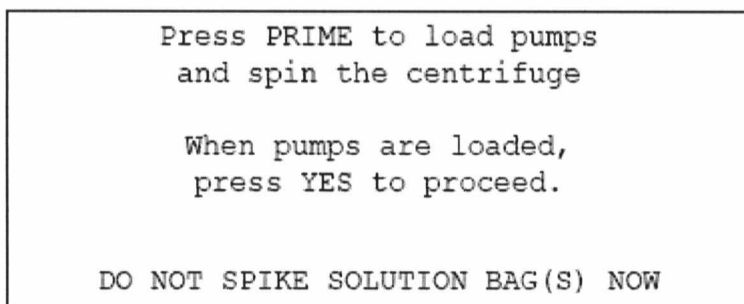 Press PRIME to load pumps
and spin the centrifuge
When pumps are loaded,
press YES to proceed.
DO NOT SPIKE SOLUTION BAG(S) NOW